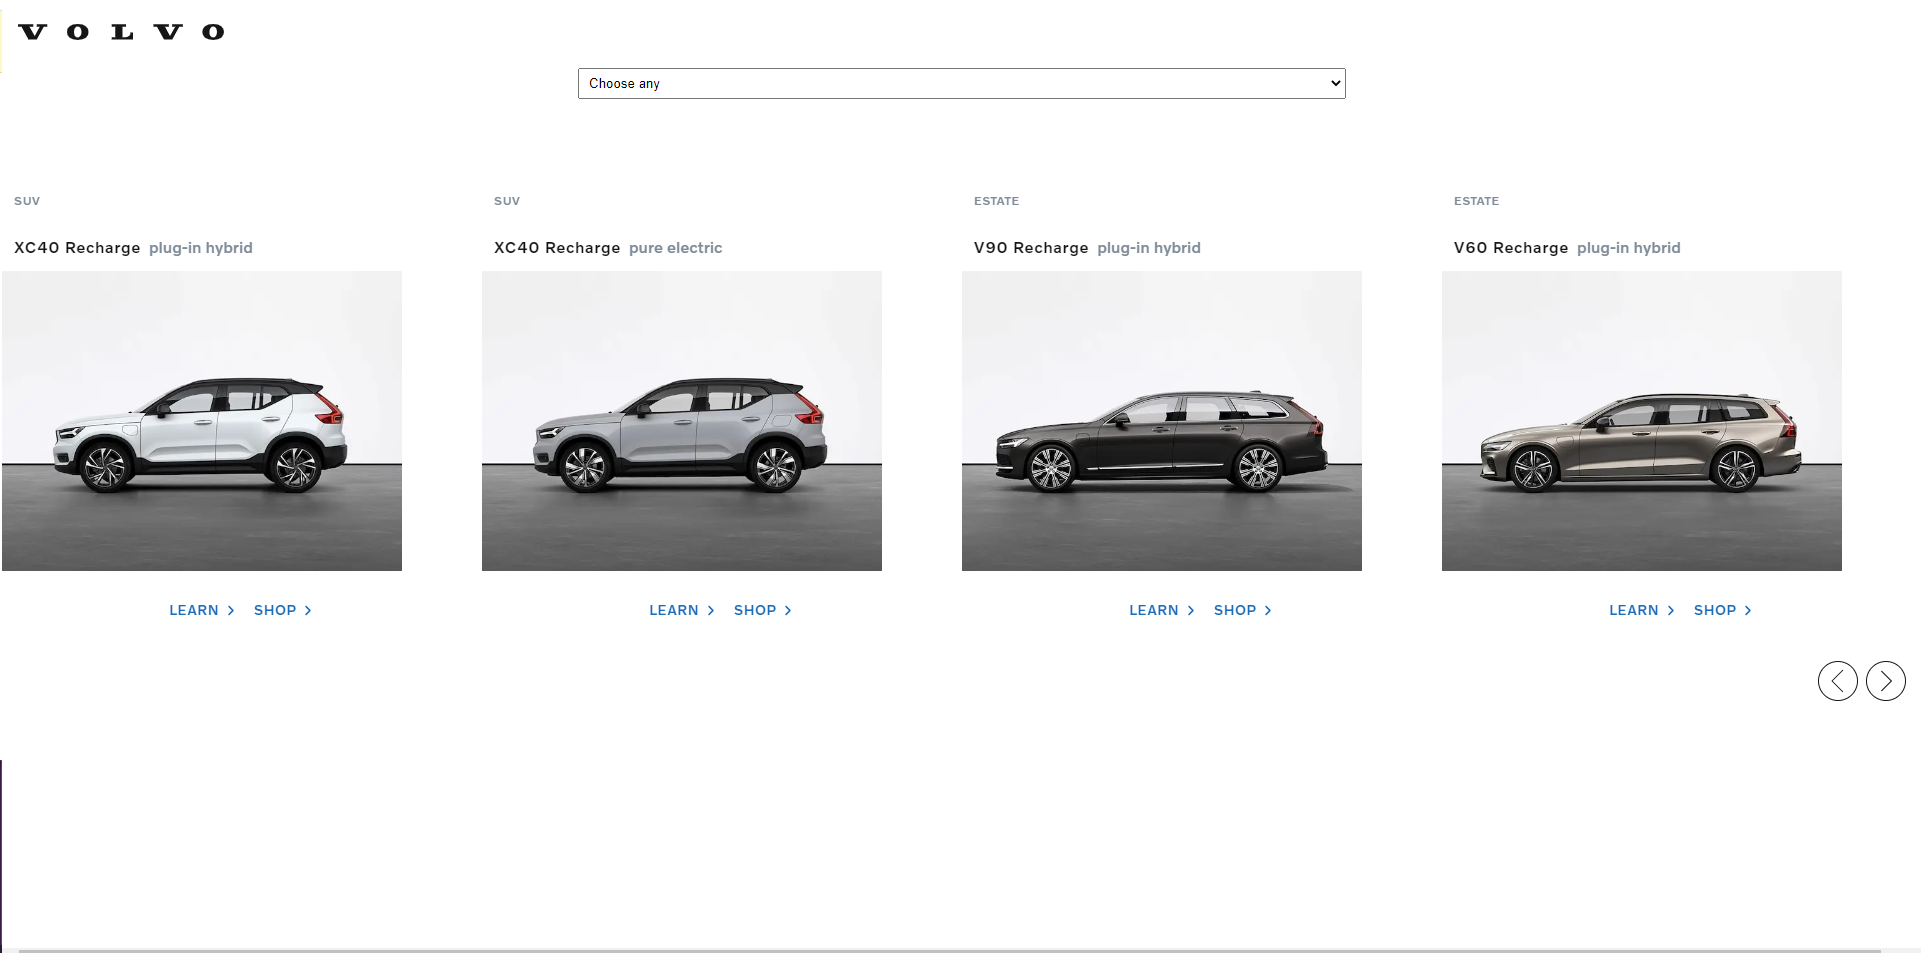 VOLVO
Choose any
SUV
XC40 Recharge plug-in hybrid
LEARN SHOP
SUV
XC40 Recharge pure electric
LEARN SHOP
ESTATE
V90 Recharge plug-in hybrid
LEARN SHOP
ESTATE
V60 Recharge plug-in hybrid
LEARN SHOP